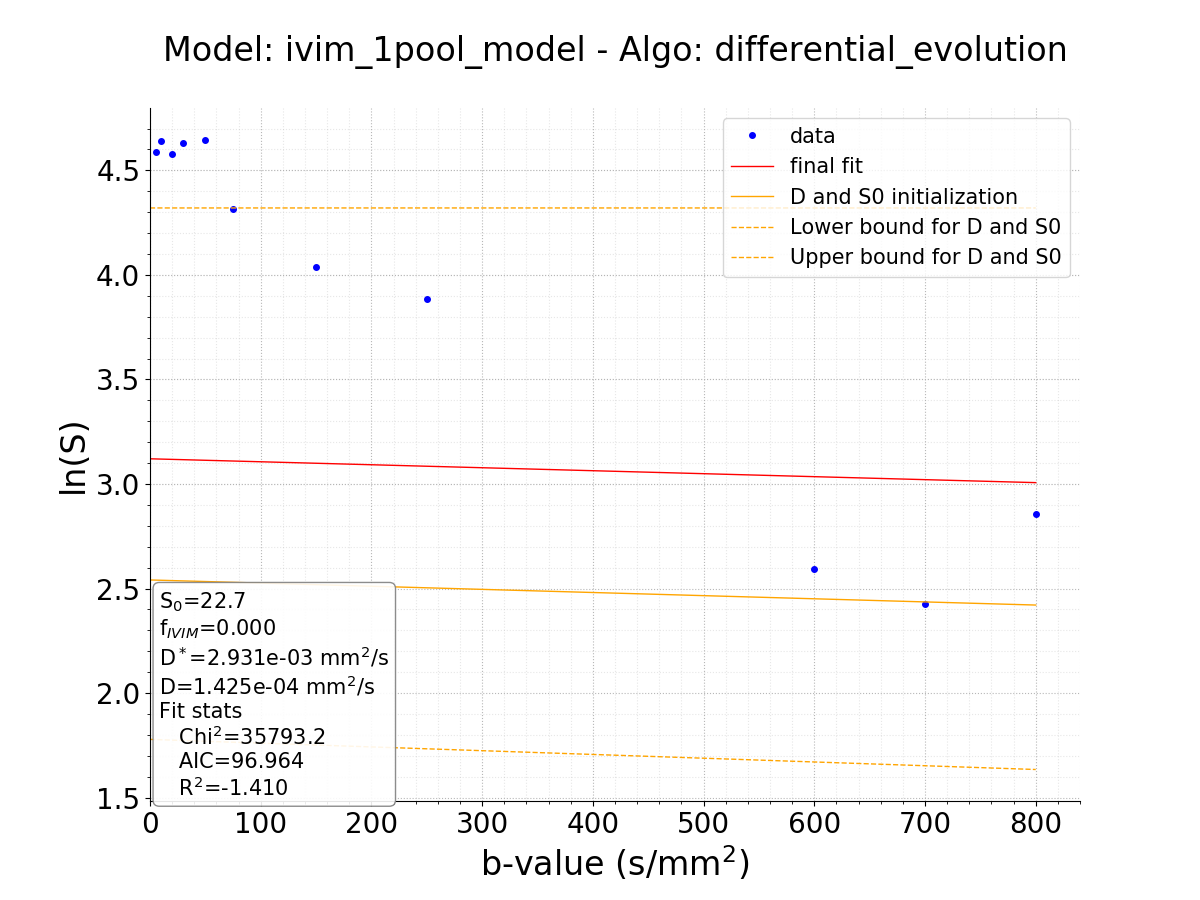 Model: ivim_1pool_model - Algo: differential_evolution
data
final fit
D and S0 initialization
Lower bound for D and S0
Upper bound for D and S0
4.5
4.0
3.5
3.0
2.5
2.0
1.5
ln(S)
S₀=22.7
f_IVIM=0.000
D*=2.931e-03 mm²/s
D=1.425e-04 mm²/s
Fit stats
Chi²=35793.2
AIC=96.964
R²=-1.410
0 100 200 300 400 500 600 700 800
b-value (s/mm²)